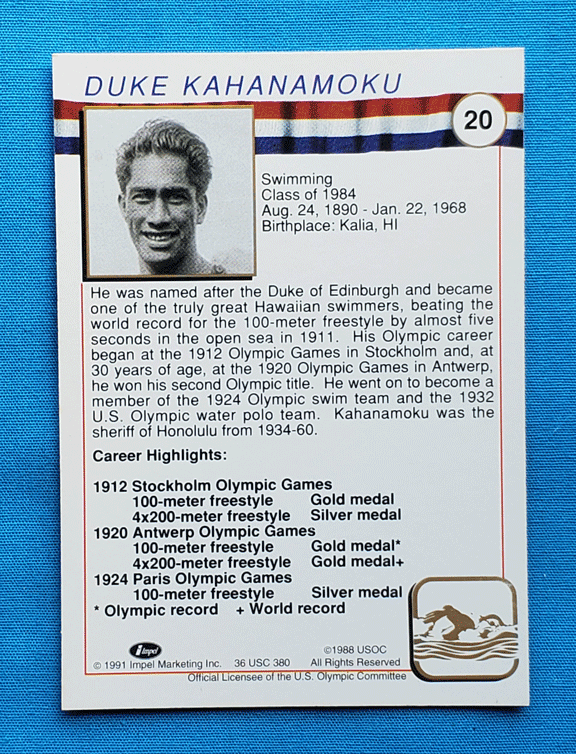 DUKE KAHANAMOKU
20
Swimming
Class of 1984
Aug. 24, 1890 - Jan. 22, 1968
Birthplace: Kalia, HI
He was named after the Duke of Edinburgh and became
one of the truly great Hawaiian swimmers, beating the
world record for the 100-meter freestyle by almost five
seconds in the open sea in 1911. His Olympic career
began at the 1912 Olympic Games in Stockholm and, at
30 years of age, at the 1920 Olympic Games in Antwerp,
he won his second Olympic title. He went on to become a
member of the 1924 Olympic swim team and the 1932
U.S. Olympic water polo team. Kahanamoku was the
sheriff of Honolulu from 1934-60.
Career Highlights:
1912 Stockholm Olympic Games
100-meter freestyle Gold medal
4x200-meter freestyle Silver medal
1920 Antwerp Olympic Games
100-meter freestyle Gold medal*
4x200-meter freestyle Gold medal+
1924 Paris Olympic Games
100-meter freestyle Silver medal
* Olympic record + World record
Impel ©1988 USOC
© 1991 Impel Marketing Inc. 36 USC 380 All Rights Reserved
Official Licensee of the U.S. Olympic Committee